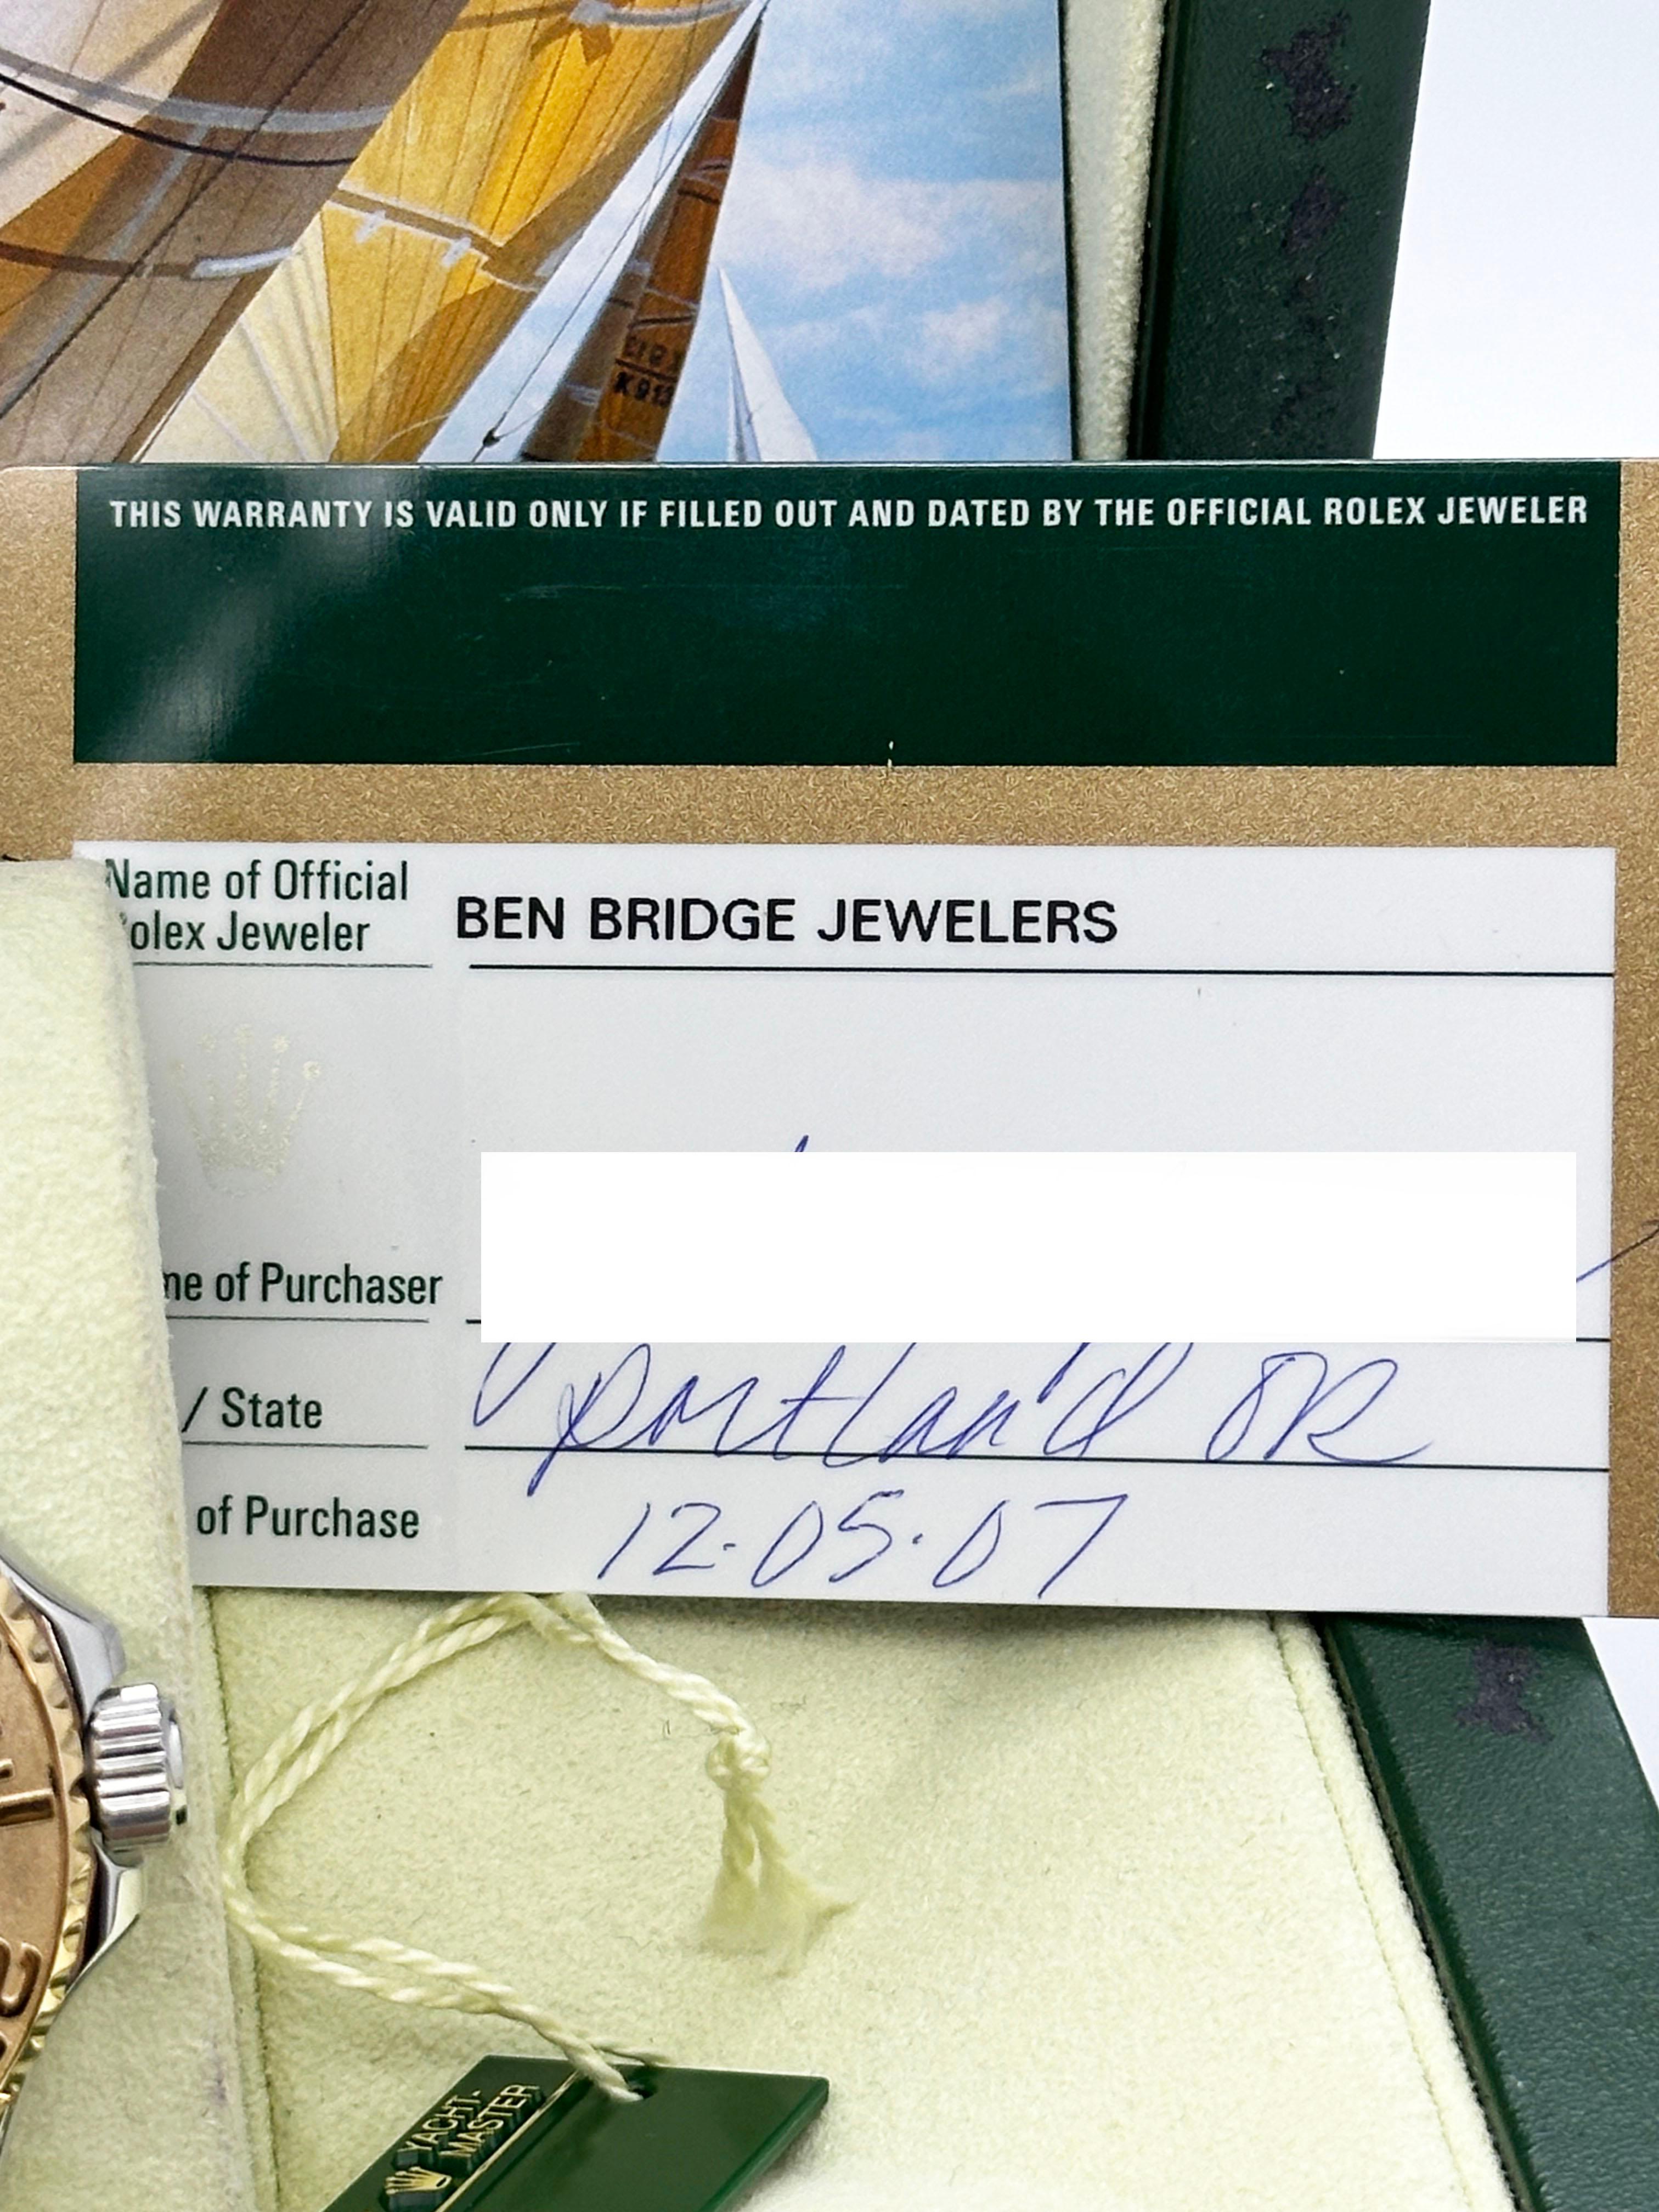 K913
THIS WARRANTY IS VALID ONLY IF FILLED OUT AND DATED BY THE OFFICIAL ROLEX JEWELER
Name of Official
olex Jeweler
BEN BRIDGE JEWELERS
me of Purchaser
/ State
Portland OR
of Purchase
12.05.07
YACHT-
MASTER